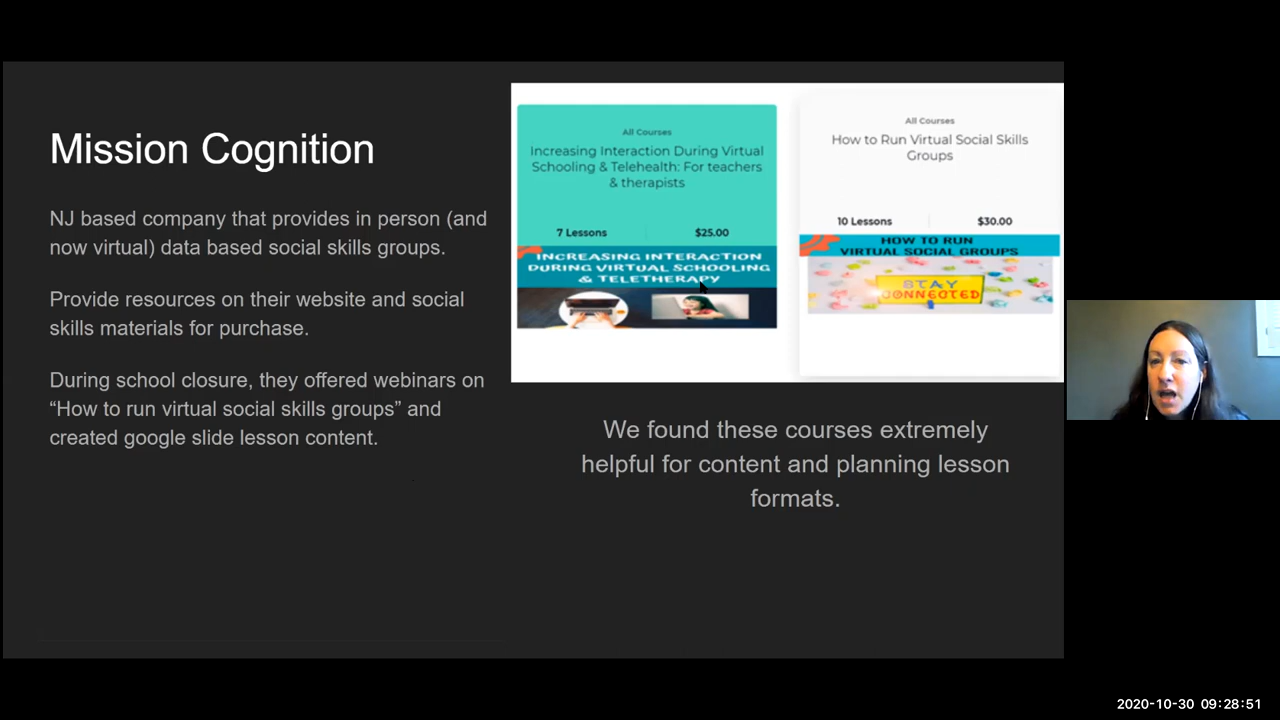 Mission Cognition
NJ based company that provides in person (and
now virtual) data based social skills groups.
Provide resources on their website and social
skills materials for purchase.
During school closure, they offered webinars on
“How to run virtual social skills groups” and
created google slide lesson content.
All Courses
Increasing Interaction During Virtual
Schooling & Telehealth: For teachers
& therapists
7 Lessons $25.00
INCREASING INTERACTION
DURING VIRTUAL SCHOOLING
& TELETHERAPY
All Courses
How to Run Virtual Social Skills
Groups
10 Lessons $30.00
HOW TO RUN
VIRTUAL SOCIAL GROUPS
STAY
CONNECTED
We found these courses extremely
helpful for content and planning lesson
formats.
2020-10-30 09:28:51